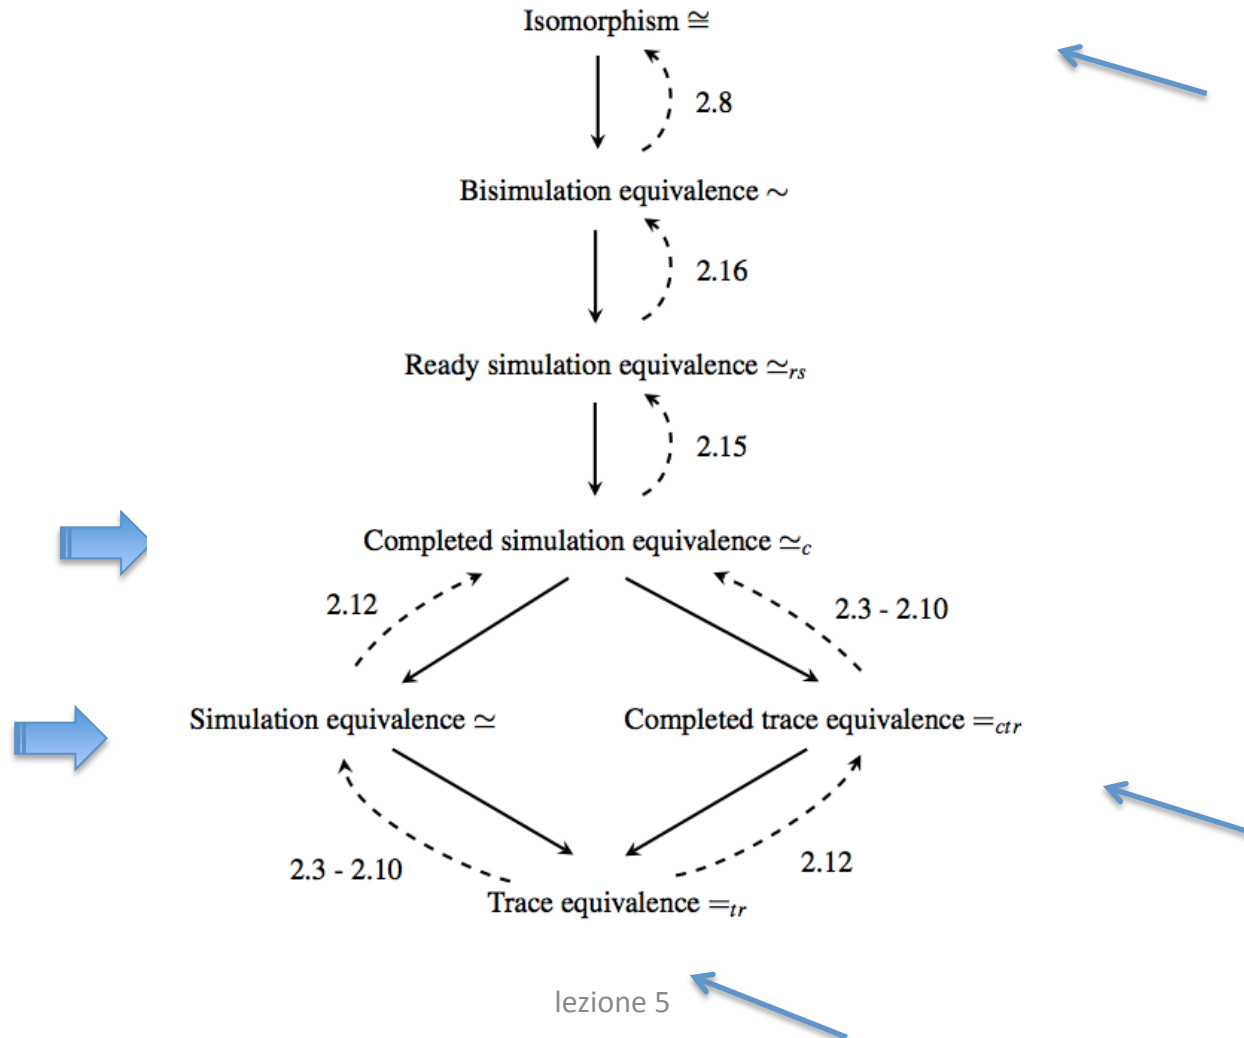 Isomorphism ≅
2.8
Bisimulation equivalence ∼
2.16
Ready simulation equivalence ≃rs
2.15
Completed simulation equivalence ≃c
2.12
2.3 - 2.10
Simulation equivalence ≃
Completed trace equivalence =ctr
2.3 - 2.10
2.12
Trace equivalence =tr
lezione 5